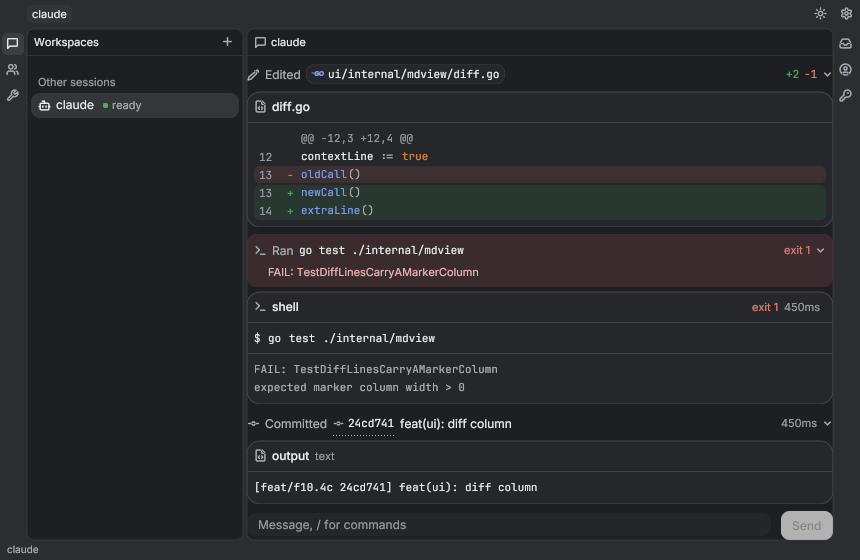 claude
Workspaces
Other sessions
claude ready
claude
Edited ui/internal/mdview/diff.go +2 -1
diff.go
@@ -12,3 +12,4 @@
12 contextLine := true
13 - oldCall()
13 + newCall()
14 + extraLine()
Ran go test ./internal/mdview exit 1
FAIL: TestDiffLinesCarryAMarkerColumn
shell exit 1 450ms
$ go test ./internal/mdview
FAIL: TestDiffLinesCarryAMarkerColumn
expected marker column width > 0
Committed 24cd741 feat(ui): diff column 450ms
output text
[feat/f10.4c 24cd741] feat(ui): diff column
Message, / for commands
Send
claude